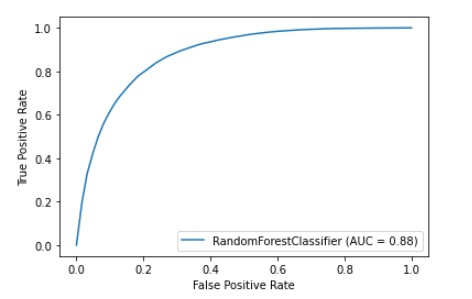 1.0
0.8
0.6
0.4
0.2
0.0
True Positive Rate
RandomForestClassifier (AUC = 0.88)
0.0 0.2 0.4 0.6 0.8 1.0
False Positive Rate